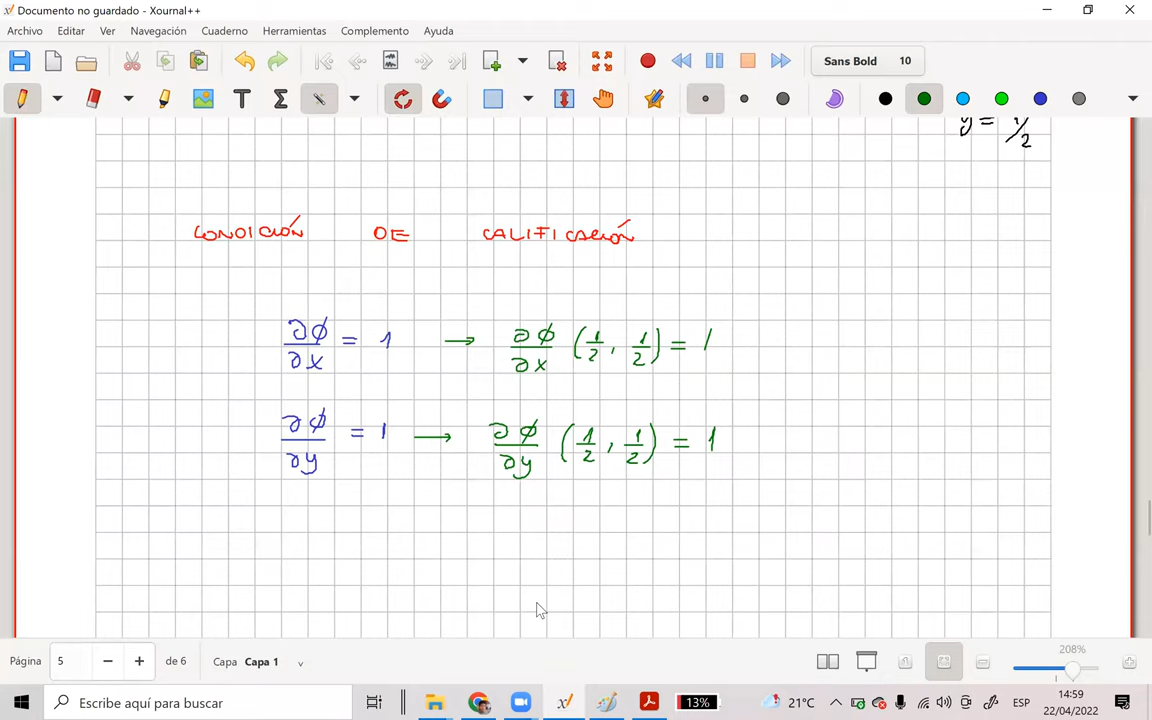 Documento no guardado - Xournal++
Archivo Editar Ver Navegación Cuaderno Herramientas Complemento Ayuda
Sans Bold 10
y = 1/2
CONDICIÓN DE CALIFICACIÓN
∂ϕ/∂x = 1 → ∂ϕ/∂x (1/2, 1/2) = 1
∂ϕ/∂y = 1 → ∂ϕ/∂y (1/2, 1/2) = 1
Página 5 de 6 Capa Capa 1 208%
Escribe aquí para buscar 13% 21°C ESP 14:59
22/04/2022